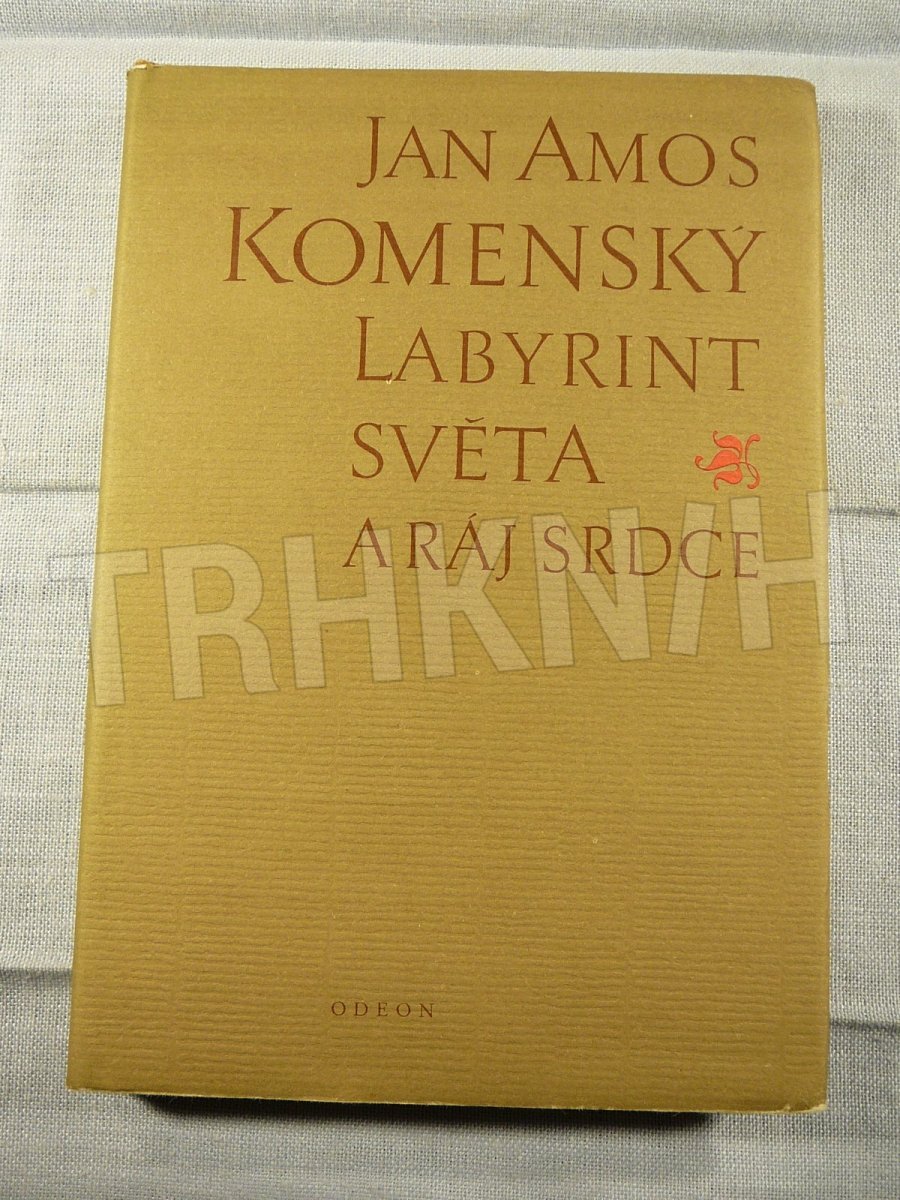 JAN AMOS
KOMENSKÝ
LABYRINT
SVĚTA
A RÁJ SRDCE
TRHKNIH
ODEON